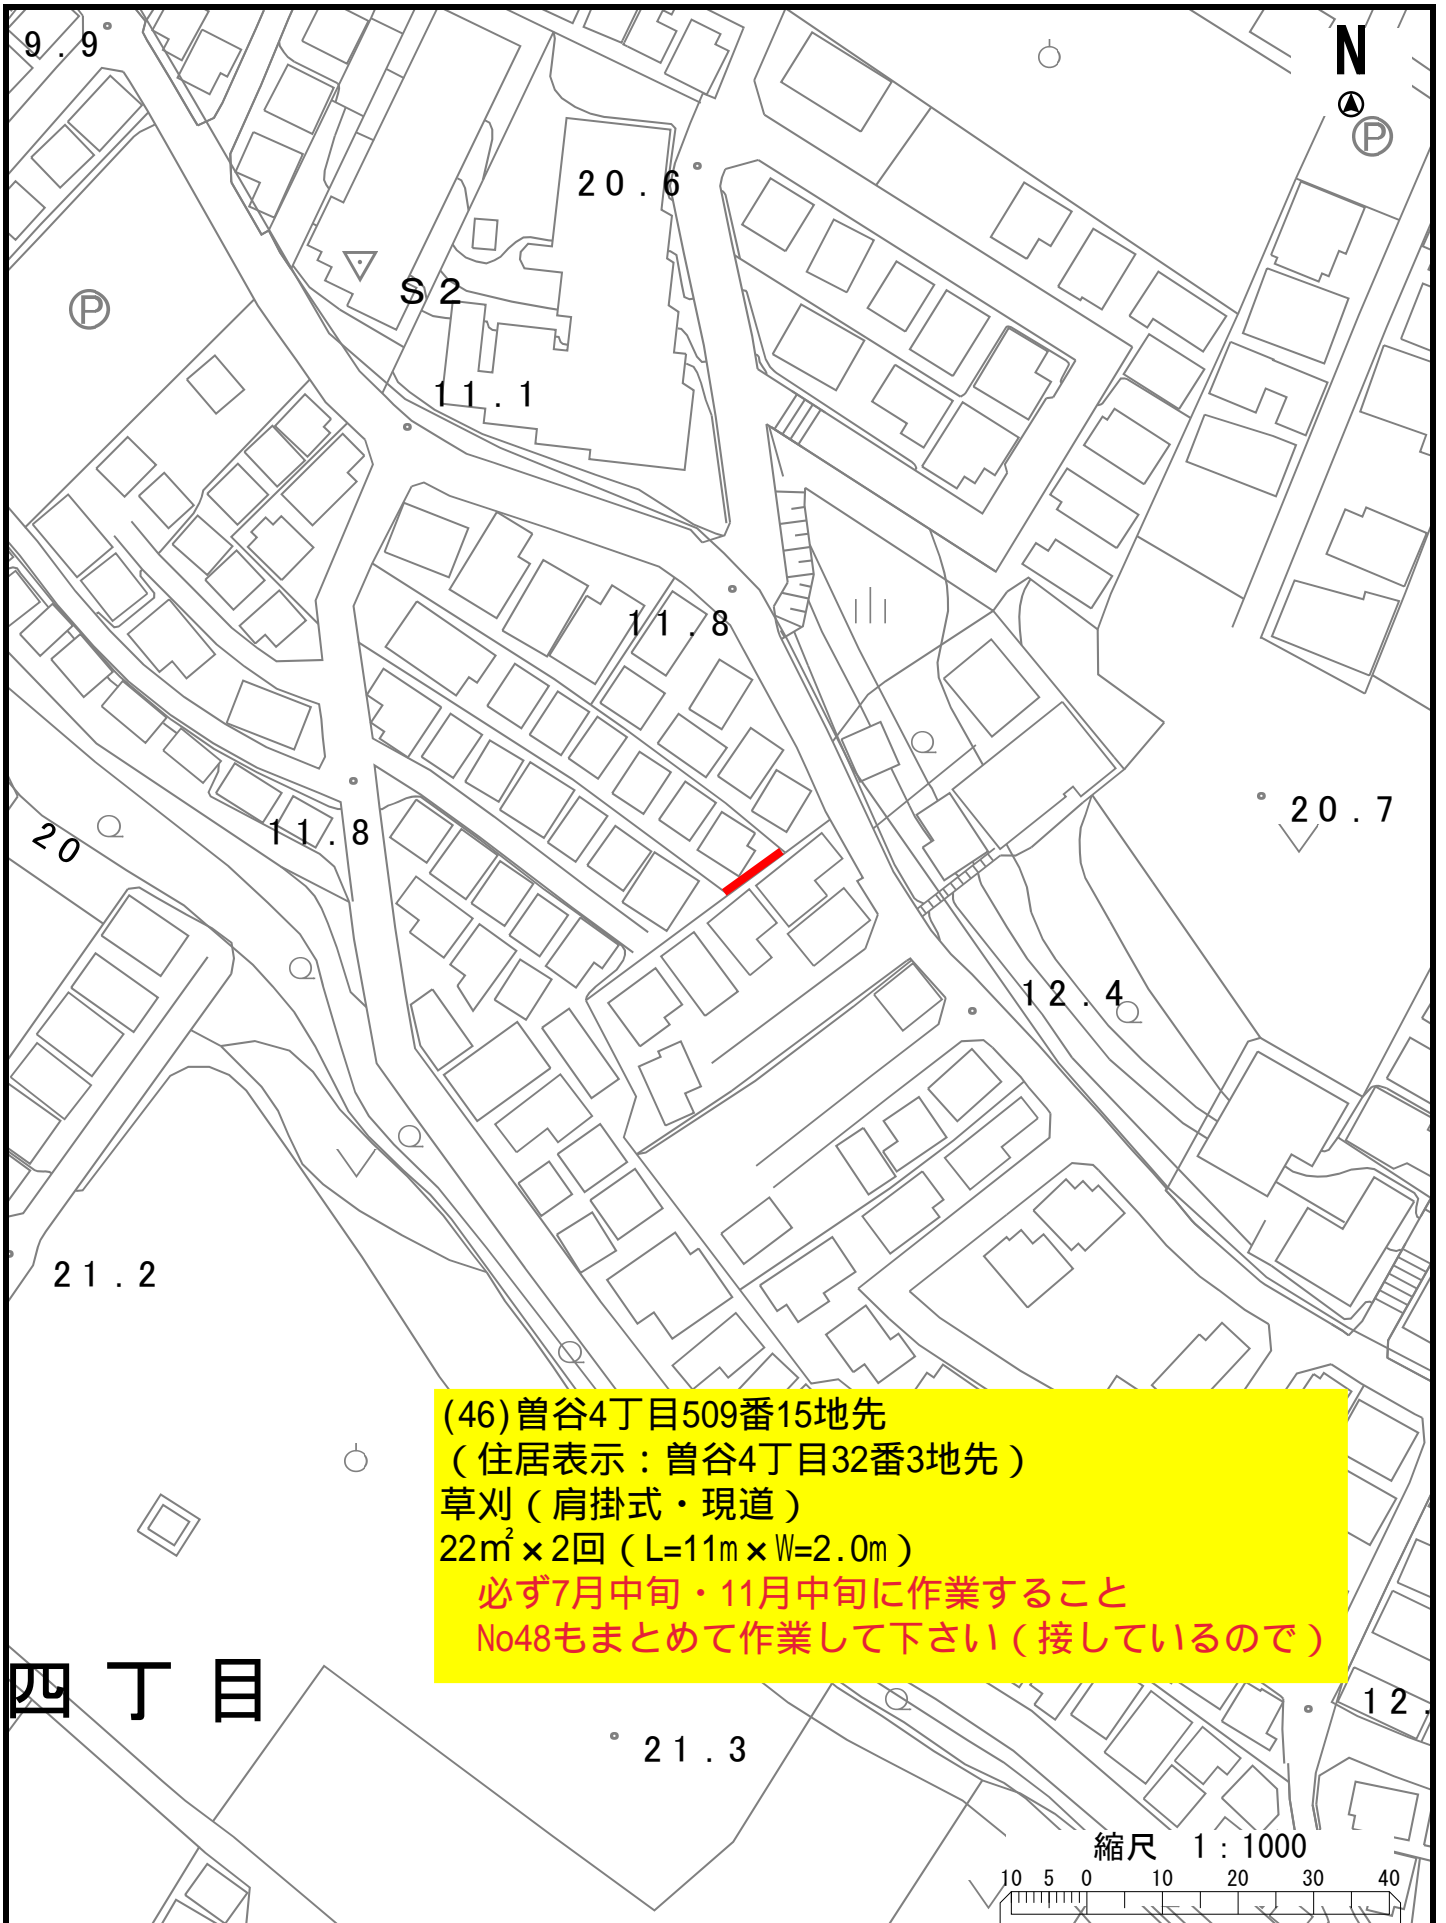 9.9
N
P
20.6
S2
P
11.1
11.8
20.7
20
11.8
12.4
21.2
(46)曽谷4丁目509番15地先
（住居表示：曽谷4丁目32番3地先）
草刈（肩掛式・現道）
22㎡×2回（L=11m×W=2.0m）
必ず7月中旬・11月中旬に作業すること
No48もまとめて作業して下さい（接しているので）
四丁目
12.
21.3
縮尺 1：1000
10 5 0 10 20 30 40